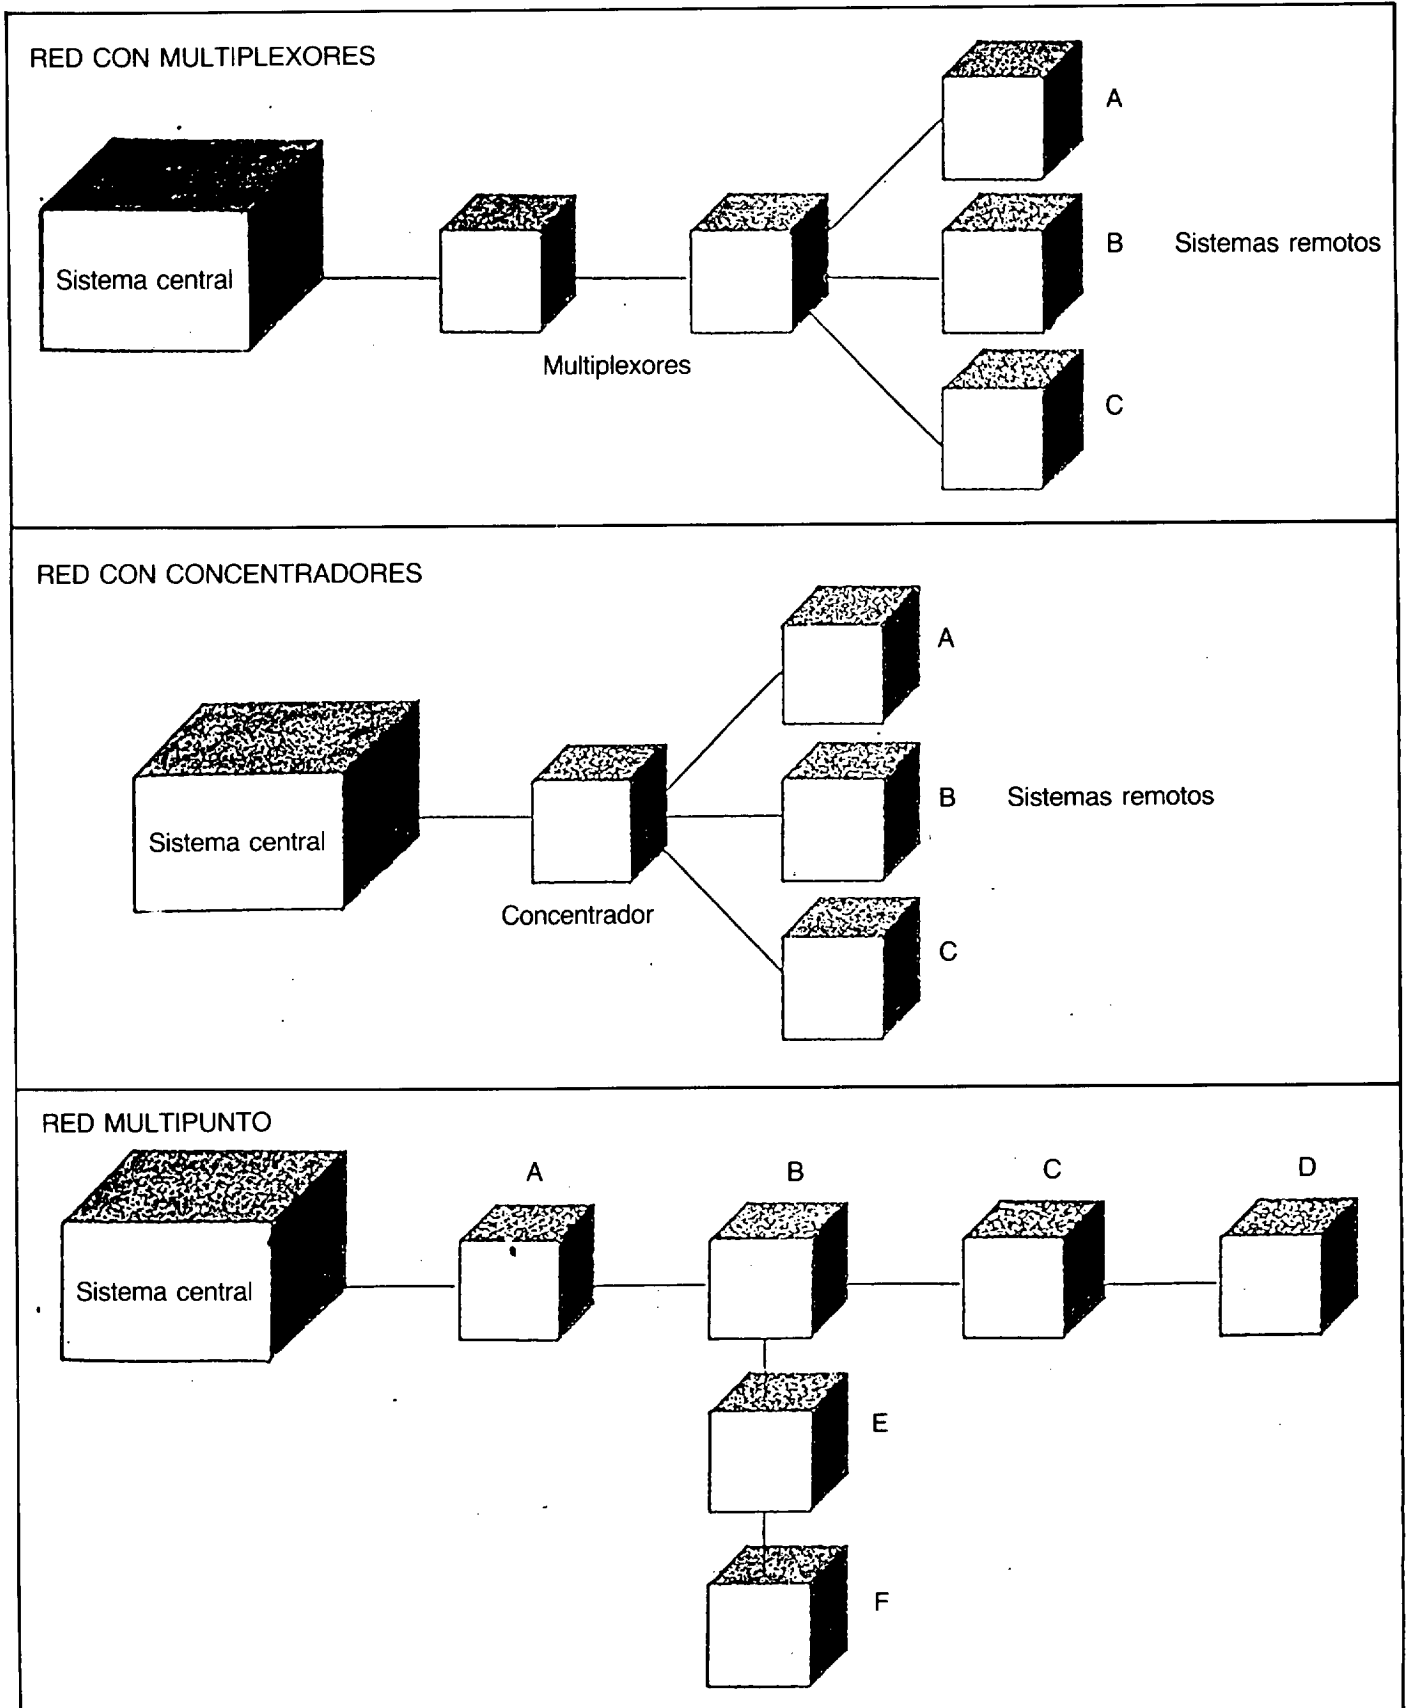 RED CON MULTIPLEXORES
A
Sistema central
B
Sistemas remotos
Multiplexores
C
RED CON CONCENTRADORES
A
B
Sistemas remotos
Sistema central
Concentrador
C
RED MULTIPUNTO
A
B
C
D
Sistema central
E
F